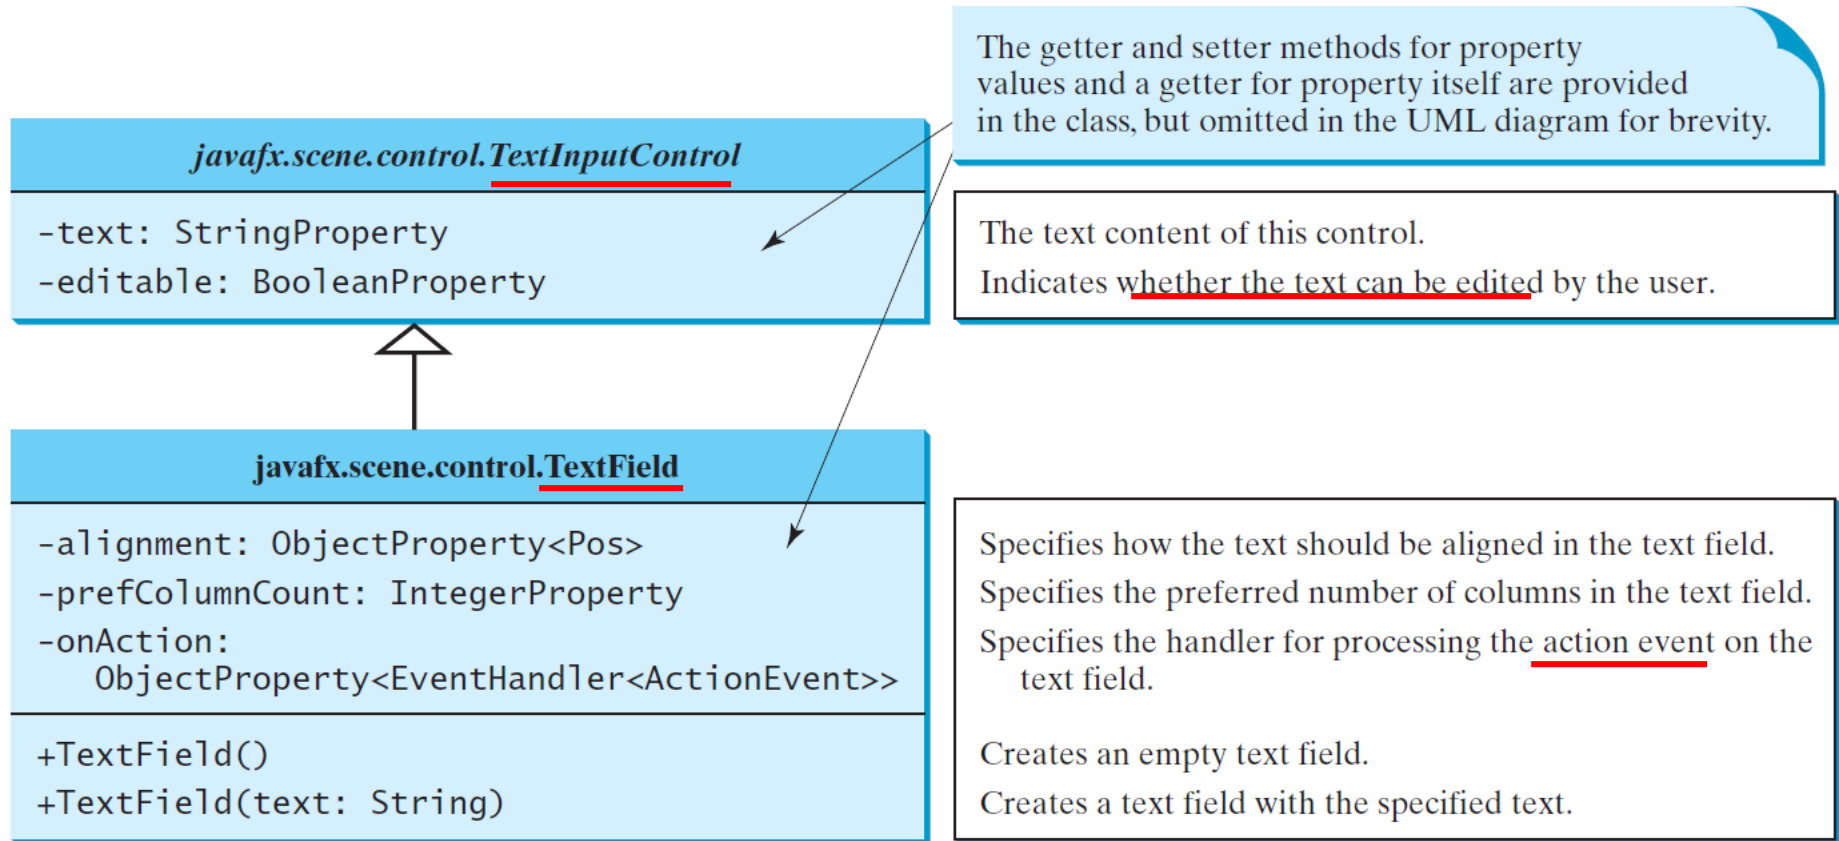 The getter and setter methods for property
values and a getter for property itself are provided
in the class, but omitted in the UML diagram for brevity.
javafx.scene.control.TextInputControl
-text: StringProperty
-editable: BooleanProperty
The text content of this control.
Indicates whether the text can be edited by the user.
javafx.scene.control.TextField
-alignment: ObjectProperty<Pos>
-prefColumnCount: IntegerProperty
-onAction:
ObjectProperty<EventHandler<ActionEvent>>
+TextField()
+TextField(text: String)
Specifies how the text should be aligned in the text field.
Specifies the preferred number of columns in the text field.
Specifies the handler for processing the action event on the
text field.
Creates an empty text field.
Creates a text field with the specified text.